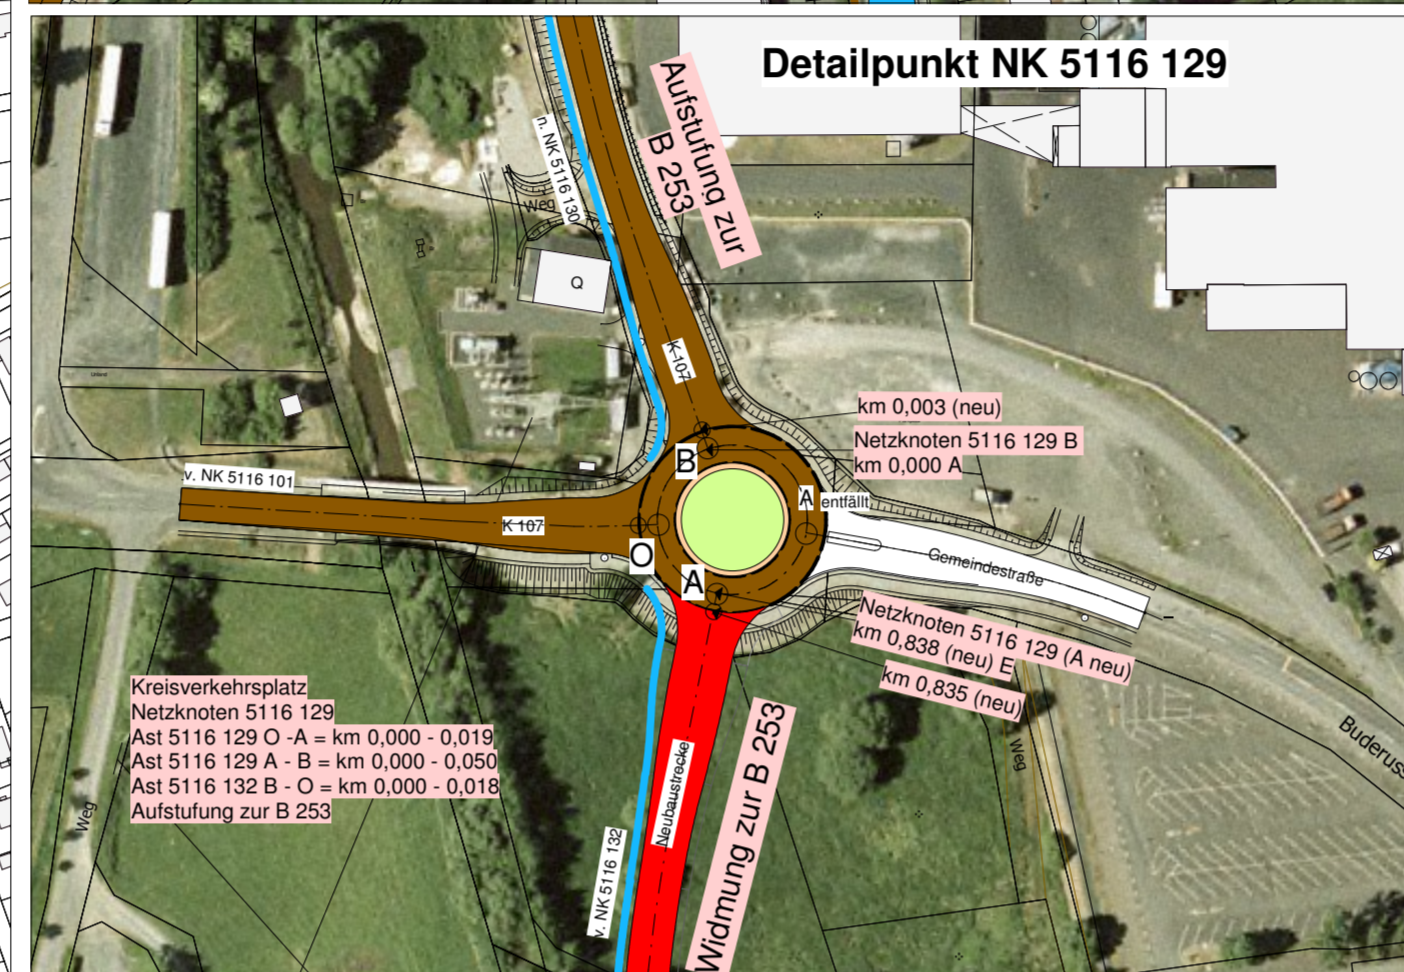 Detailpunkt NK 5116 129
Aufstufung zur
B 253
n. NK 5116 130
Weg
Q
K 107
km 0,003 (neu)
Netzknoten 5116 129 B
km 0,000 A
v. NK 5116 101
K 107
B
A entfällt
O
A
Gemeindestraße
Netzknoten 5116 129 (A neu)
km 0,838 (neu) E
km 0,835 (neu)
Kreisverkehrsplatz
Netzknoten 5116 129
Ast 5116 129 O -A = km 0,000 - 0,019
Ast 5116 129 A - B = km 0,000 - 0,050
Ast 5116 132 B - O = km 0,000 - 0,018
Aufstufung zur B 253
Weg
Neubaustrecke
v. NK 5116 132
Widmung zur B 253
Weg
Buderus